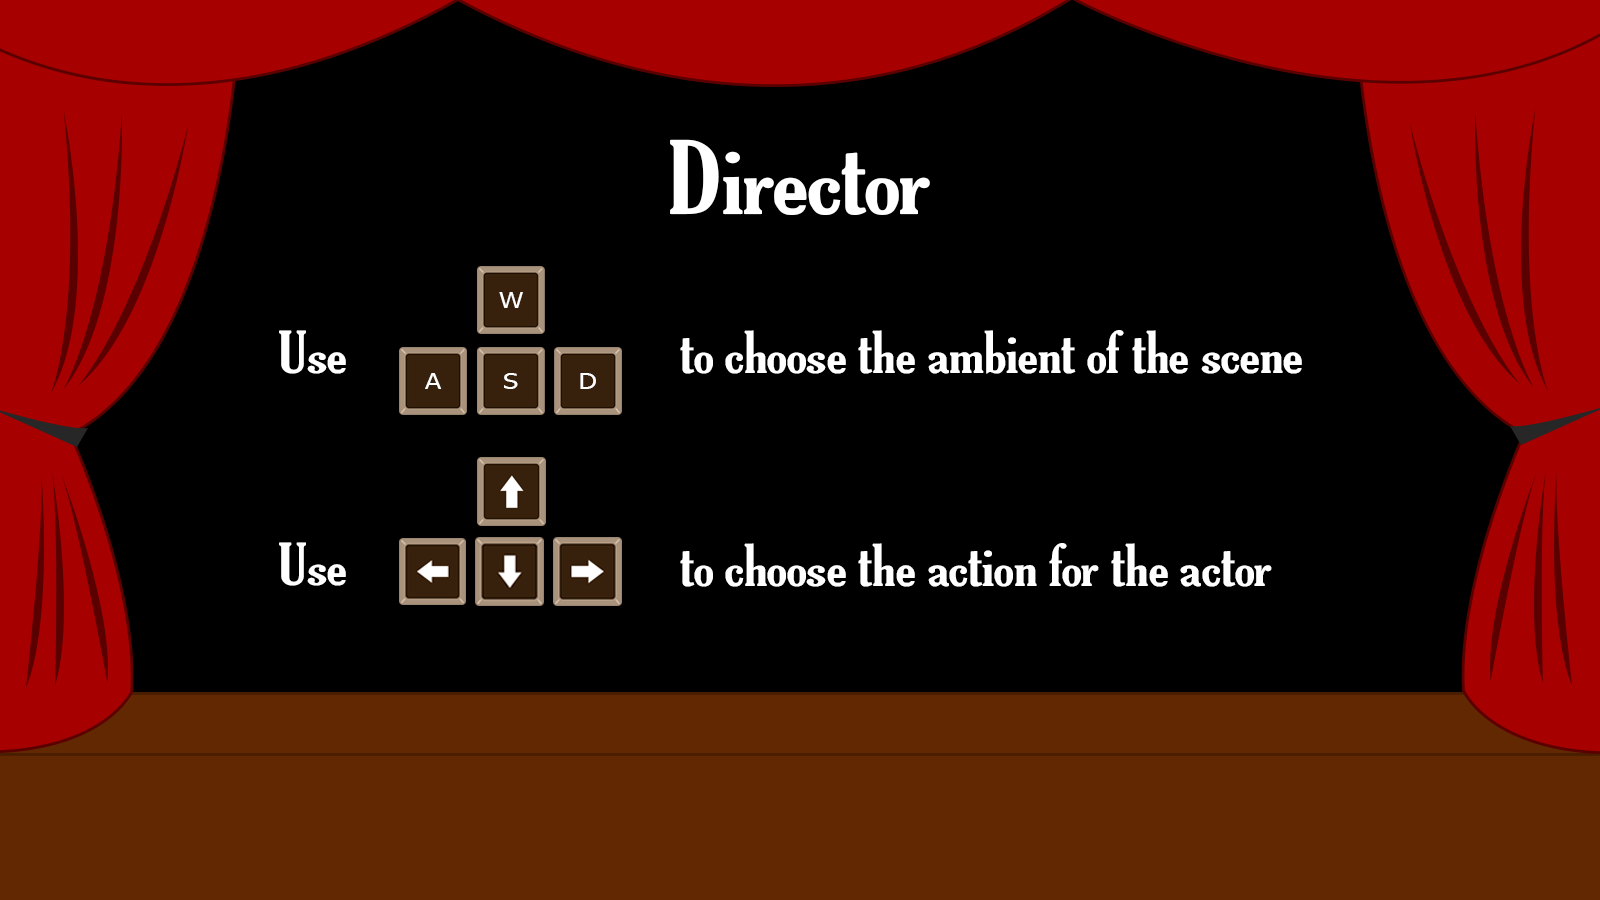 Director
W
Use A S D to choose the ambient of the scene
Use to choose the action for the actor